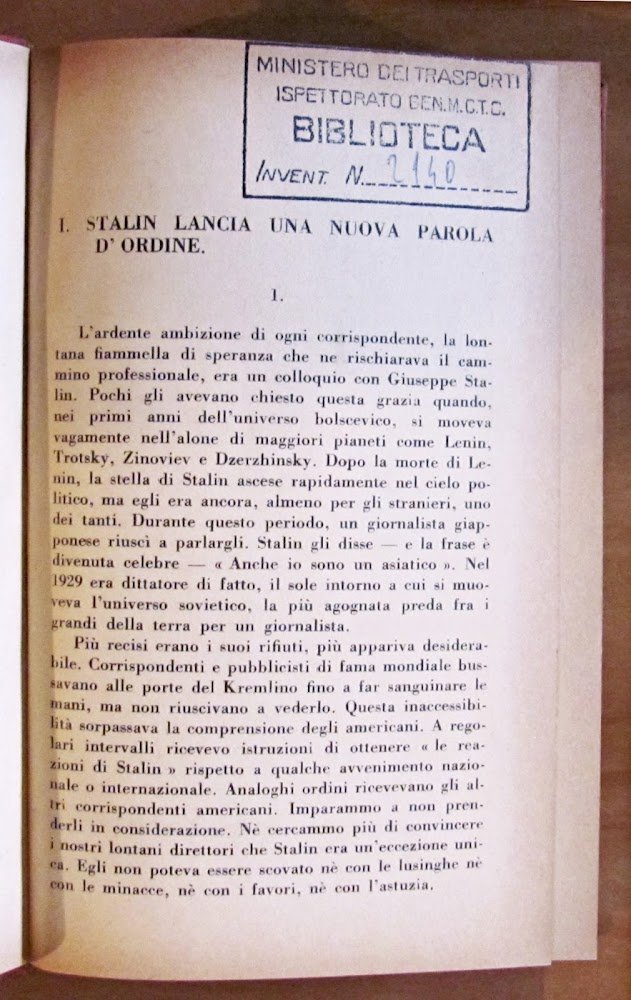 MINISTERO DEI TRASPORTI
ISPETTORATO GEN.M.C.T.C.
BIBLIOTECA
INVENT. N. 2140
I. STALIN LANCIA UNA NUOVA PAROLA
D' ORDINE.
1.
L'ardente ambizione di ogni corrispondente, la lon-
tana fiammella di speranza che ne rischiarava il cam-
mino professionale, era un colloquio con Giuseppe Sta-
lin. Pochi gli avevano chiesto questa grazia quando,
nei primi anni dell'universo bolscevico, si moveva
vagamente nell'alone di maggiori pianeti come Lenin,
Trotsky, Zinoviev e Dzerzhinsky. Dopo la morte di Le-
nin, la stella di Stalin ascese rapidamente nel cielo po-
litico, ma egli era ancora, almeno per gli stranieri, uno
dei tanti. Durante questo periodo, un giornalista giap-
ponese riuscì a parlargli. Stalin gli disse — e la frase è
divenuta celebre — « Anche io sono un asiatico ». Nel
1929 era dittatore di fatto, il sole intorno a cui si muo-
veva l'universo sovietico, la più agognata preda fra i
grandi della terra per un giornalista.
Più recisi erano i suoi rifiuti, più appariva desidera-
bile. Corrispondenti e pubblicisti di fama mondiale bus-
savano alle porte del Kremlino fino a far sanguinare le
mani, ma non riuscivano a vederlo. Questa inaccessibi-
lità sorpassava la comprensione degli americani. A rego-
lari intervalli ricevevo istruzioni di ottenere « le rea-
zioni di Stalin » rispetto a qualche avvenimento nazio-
nale o internazionale. Analoghi ordini ricevevano gli al-
tri corrispondenti americani. Imparammo a non pren-
derli in considerazione. Nè cercammo più di convincere
i nostri lontani direttori che Stalin era un'eccezione uni-
ca. Egli non poteva essere scovato nè con le lusinghe nè
con le minacce, nè con i favori, nè con l'astuzia.